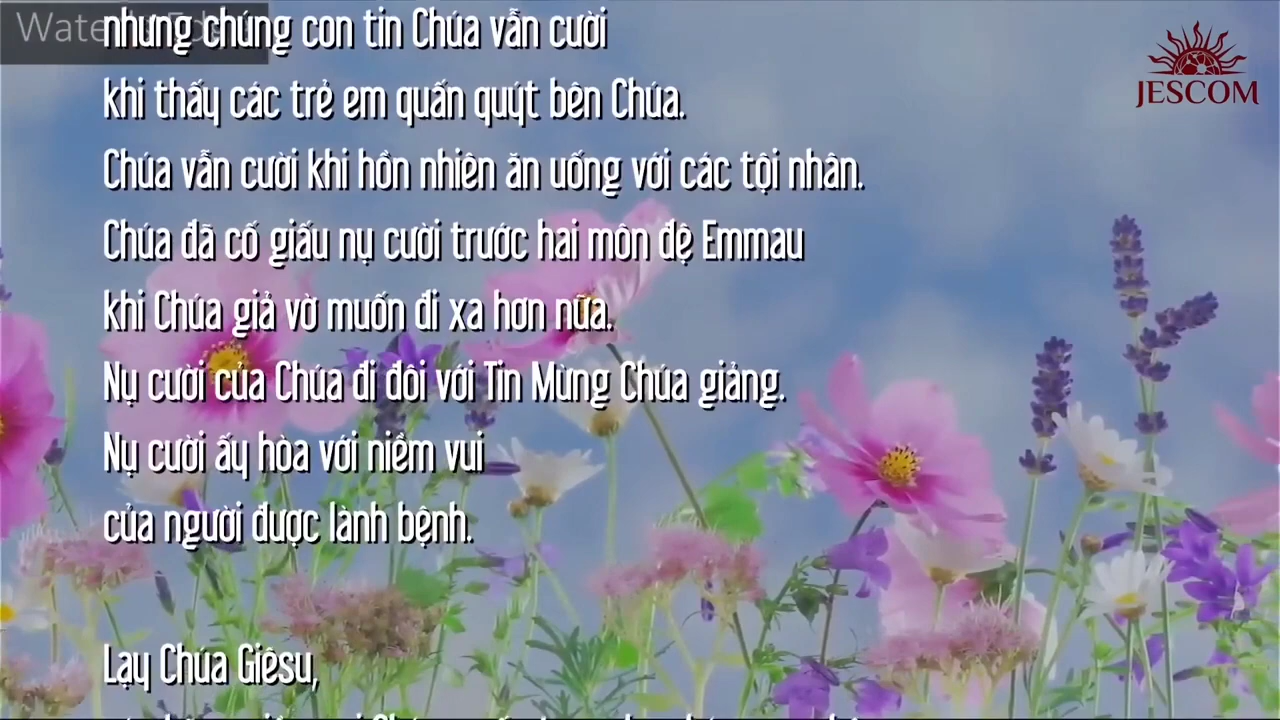 nhưng chúng con tin Chúa vẫn cười
khi thấy các trẻ em quấn quýt bên Chúa.
Chúa vẫn cười khi hồn nhiên ăn uống với các tội nhân.
Chúa đã cố giấu nụ cười trước hai môn đệ Emmau
khi Chúa giả vờ muốn đi xa hơn nữa.
Nụ cười của Chúa đi đôi với Tin Mừng Chúa giảng.
Nụ cười ấy hòa với niềm vui
của người được lành bệnh.
Lạy Chúa Giêsu,
JESCOM